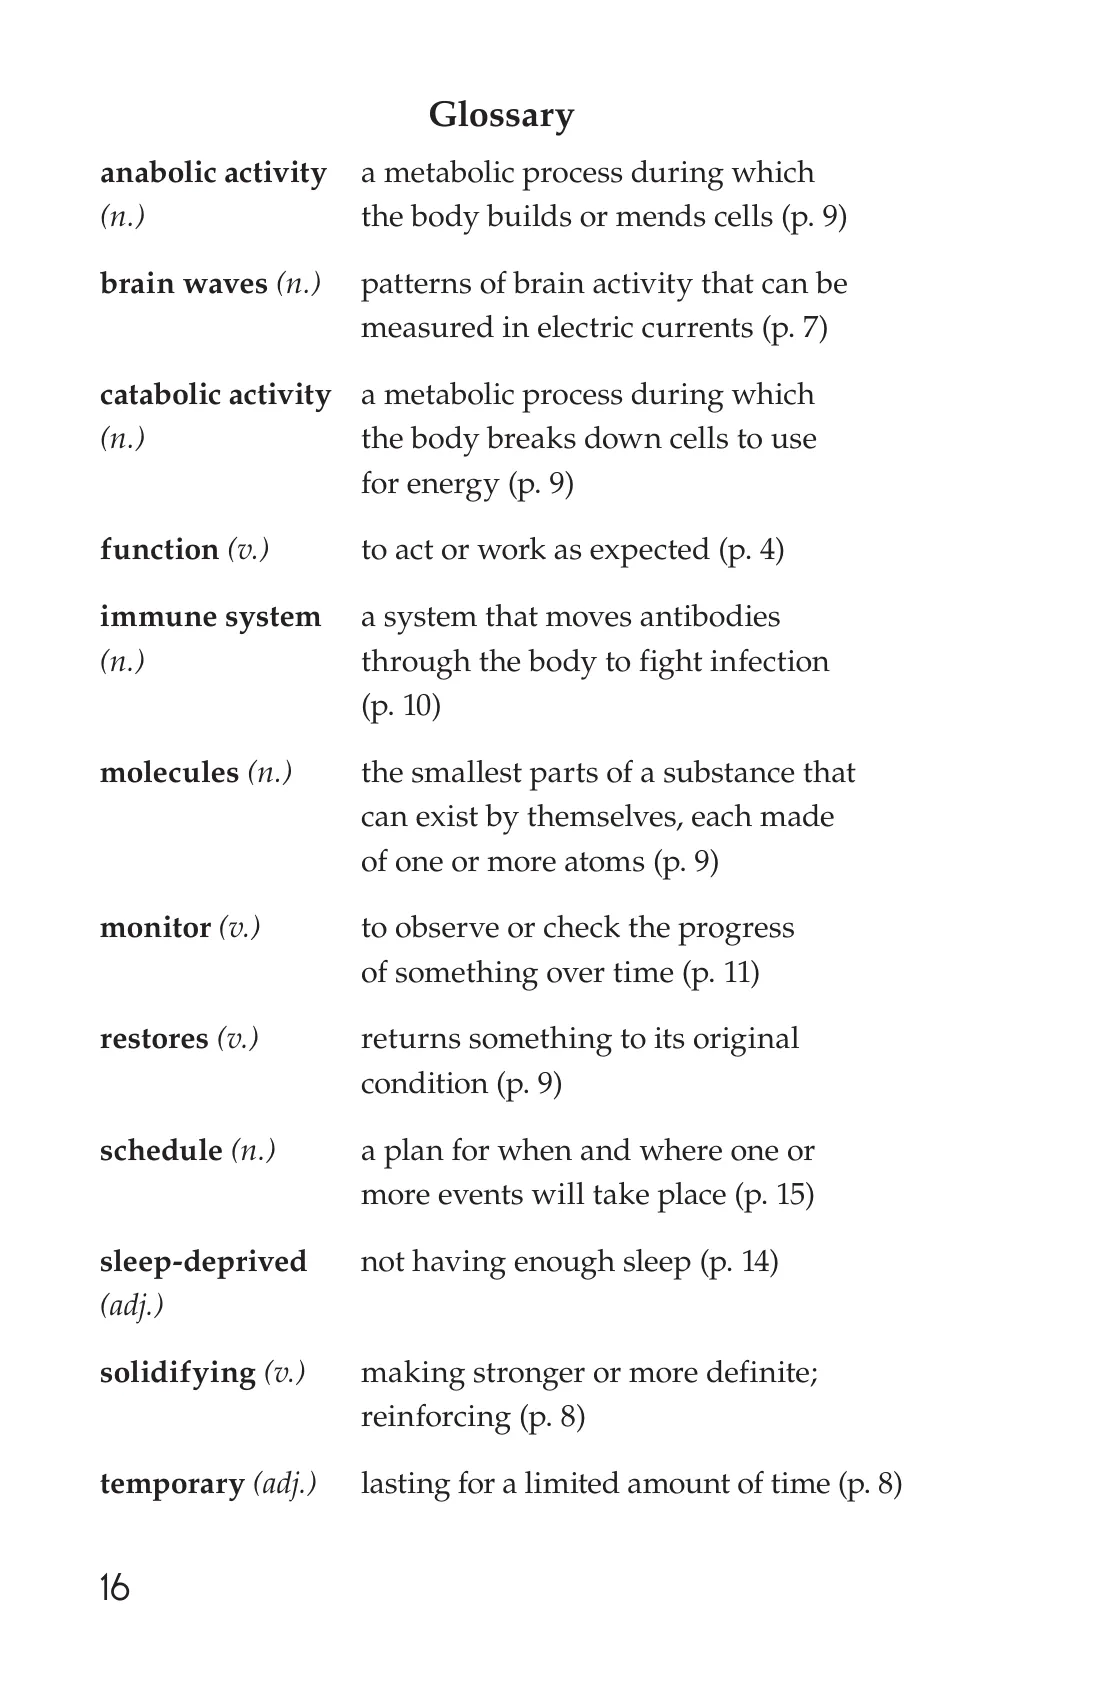 Glossary
anabolic activity a metabolic process during which
(n.) the body builds or mends cells (p. 9)
brain waves (n.) patterns of brain activity that can be
measured in electric currents (p. 7)
catabolic activity a metabolic process during which
(n.) the body breaks down cells to use
for energy (p. 9)
function (v.) to act or work as expected (p. 4)
immune system a system that moves antibodies
(n.) through the body to fight infection
(p. 10)
molecules (n.) the smallest parts of a substance that
can exist by themselves, each made
of one or more atoms (p. 9)
monitor (v.) to observe or check the progress
of something over time (p. 11)
restores (v.) returns something to its original
condition (p. 9)
schedule (n.) a plan for when and where one or
more events will take place (p. 15)
sleep-deprived not having enough sleep (p. 14)
(adj.)
solidifying (v.) making stronger or more definite;
reinforcing (p. 8)
temporary (adj.) lasting for a limited amount of time (p. 8)
16